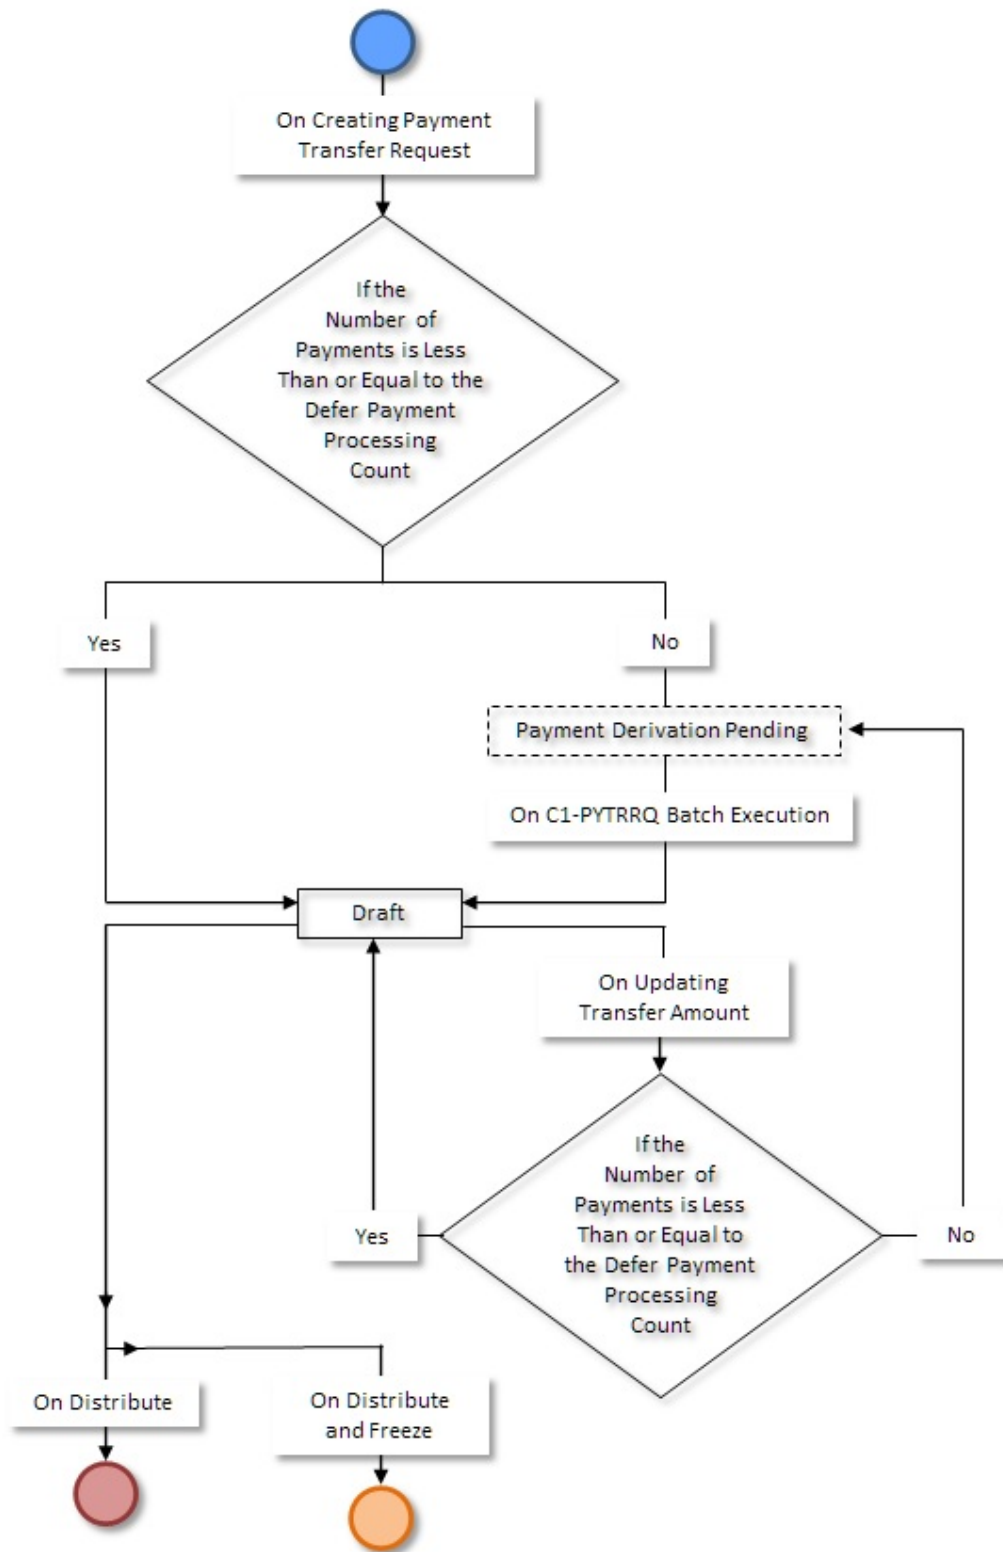 On Creating Payment
Transfer Request
If the
Number of
Payments is Less
Than or Equal to the
Defer Payment
Processing
Count
Yes
No
Payment Derivation Pending
On C1-PYTRRQ Batch Execution
Draft
On Updating
Transfer Amount
If the
Number of
Payments is Less
Than or Equal to
the Defer Payment
Processing
Count
Yes
No
On Distribute
On Distribute
and Freeze